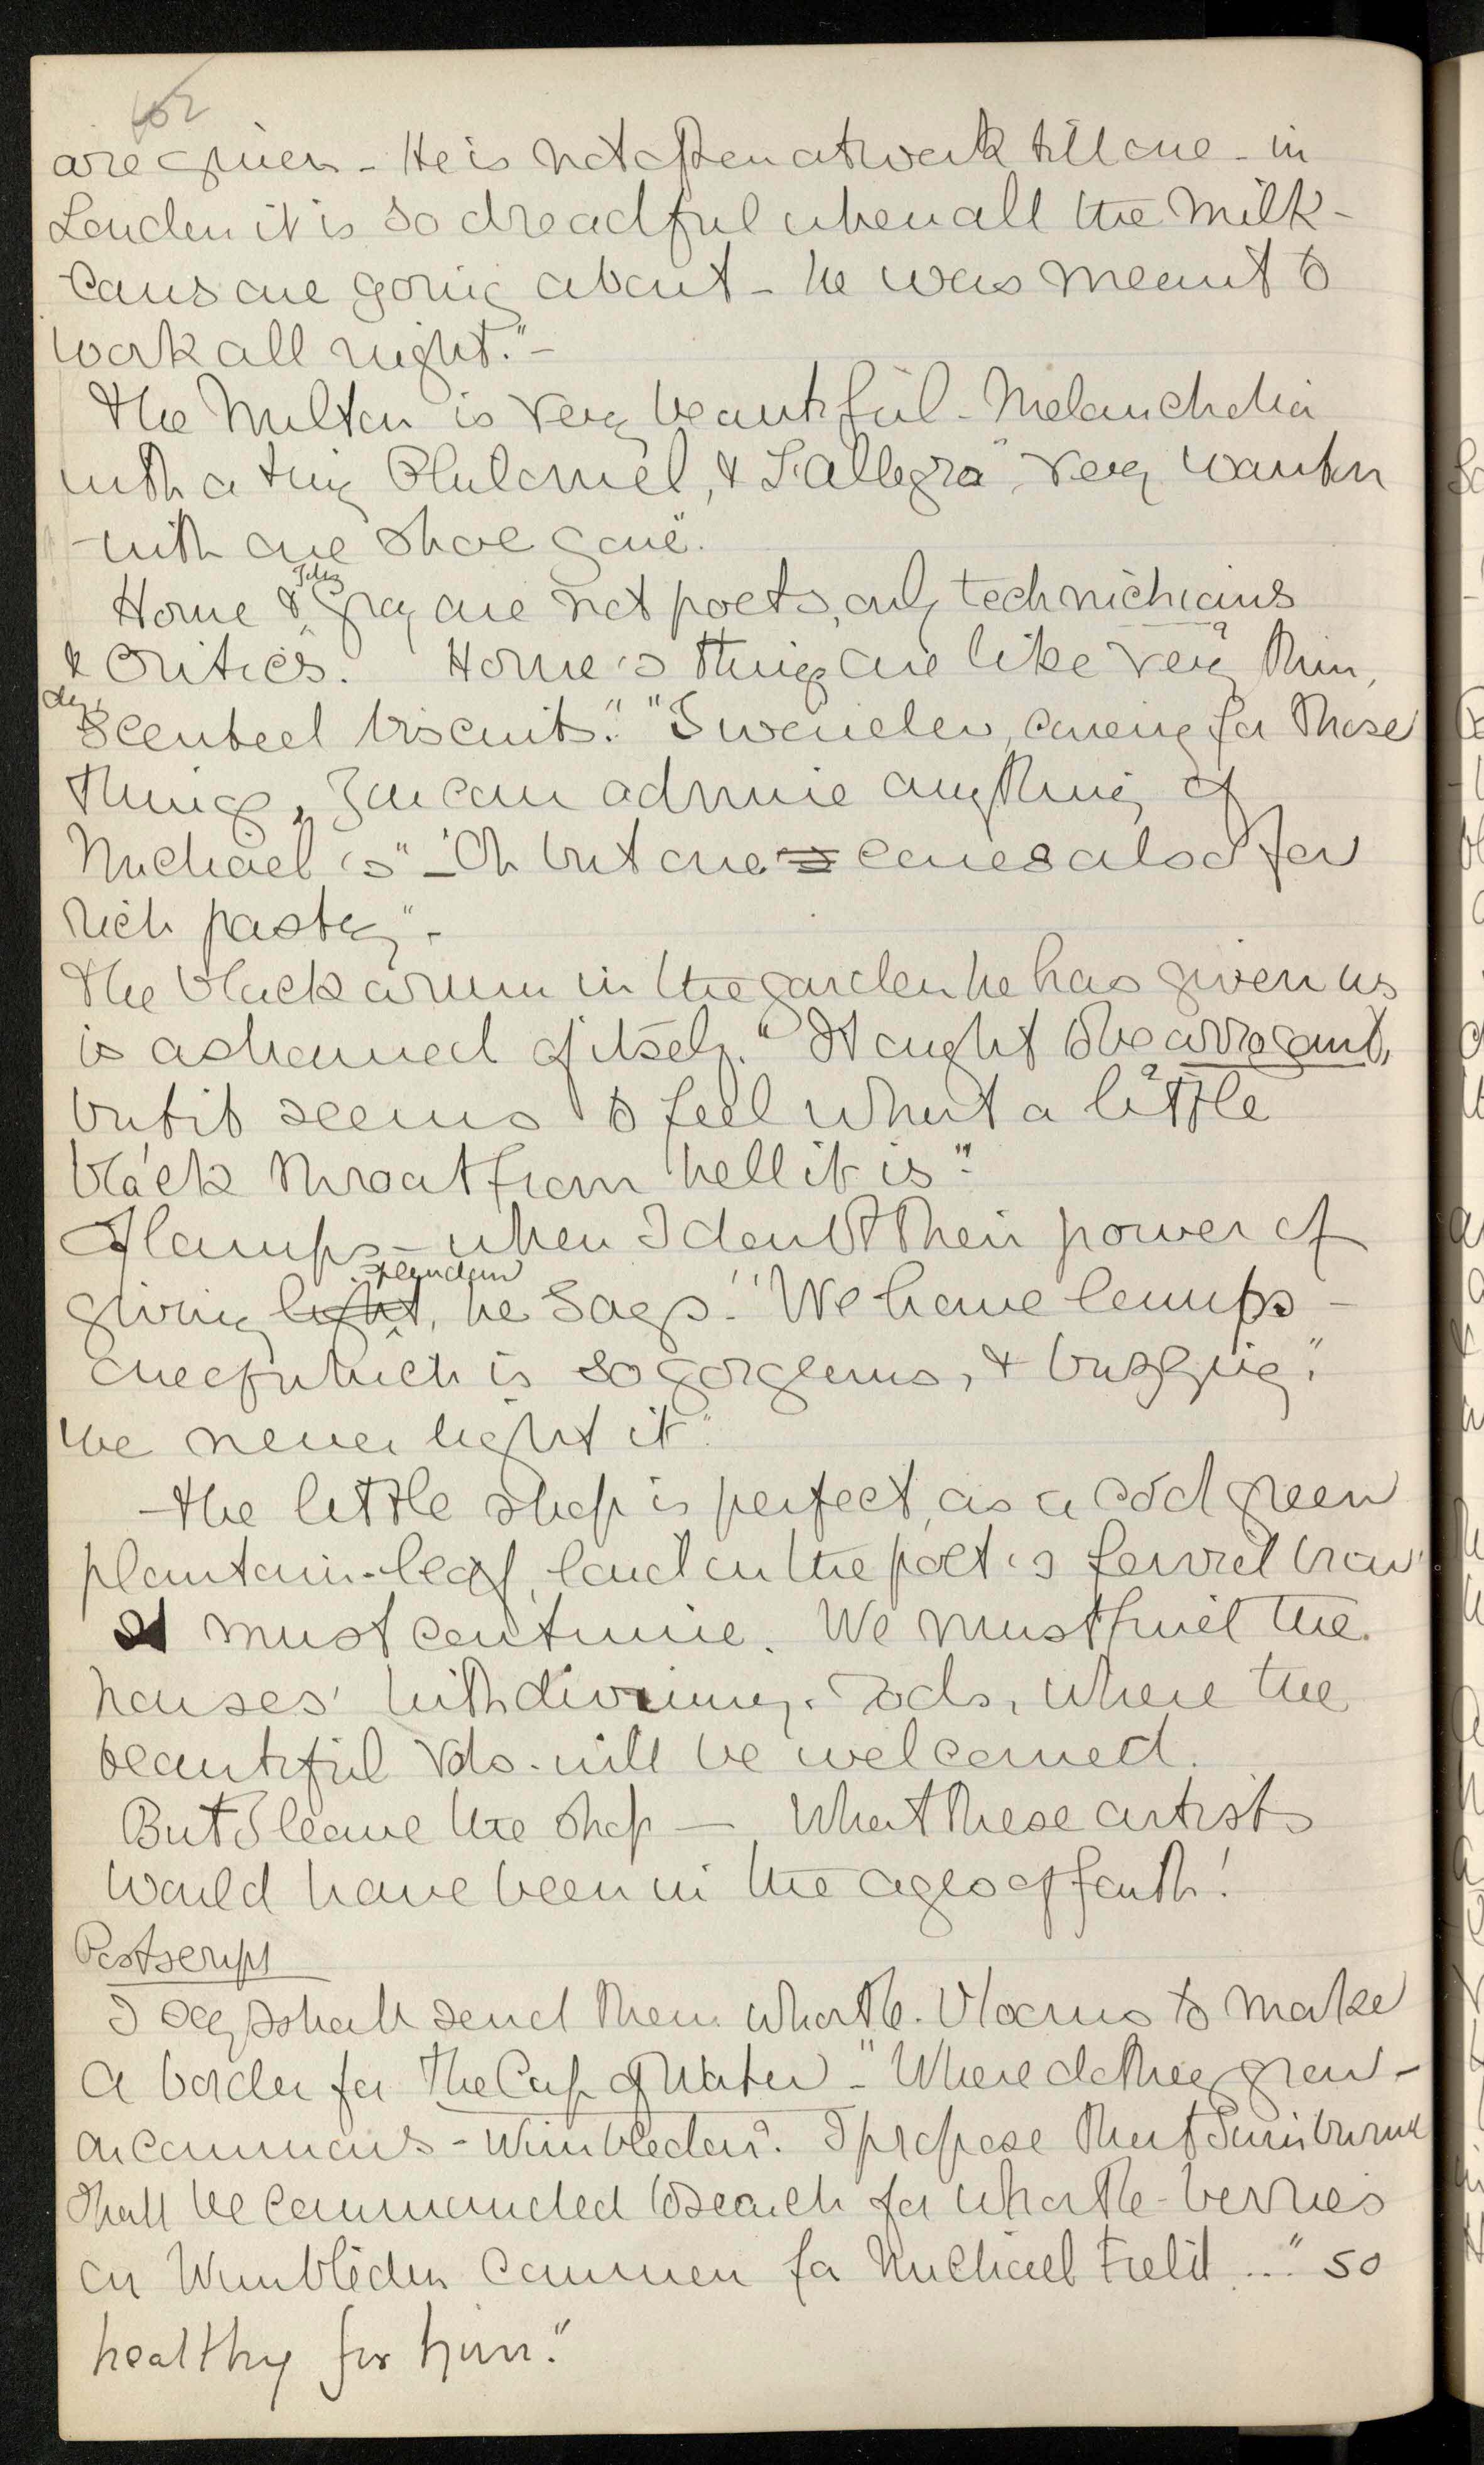 102
are given - He is not often at work till one - in
London it is so dreadful when all the milk-
cans are going about - he was meant to
work all night." -
The Milton is very beautiful - Melancholia
with a tiny Philomel, & L'allegro "very wanton
with one shoe gone".
Horne & John Gray are not poets, only technichians
& critics". Horne's things are like very thin,
dry, scented biscuits." "I wonder, caring for those
things, you can admire anything of
Michael's" - "Oh but one cares also for
rich pastry" -
The black arum in the garden he has given us
is ashamed of itself. "It ought to be arrogant,
but it seems to feel what a little
black throat from hell it is".
Of lamps - when I doubt their power of
giving light, splendour he says - "We have lamps -
one of which is so gorgeous, & buzzing,"
we never light it".
- The little shop is perfect, as a cool green
plantain-leaf, laid on the poet's fervid brow.
It must continue. We must find the
houses' with divining-rods, where the
beautiful vols. will be welcomed.
But I leave the shop - What these artists
would have been in the ages of faith!
Postscript
I say I shall send them whortle-blooms to make
a border for The Cup of Water - "Where do they grow -
on commons - Wimbledon? I propose that Swinburne
shall be commanded to search for whortle-berries
on Wimbledon Common for Michael Field ... "so
healthy for him."